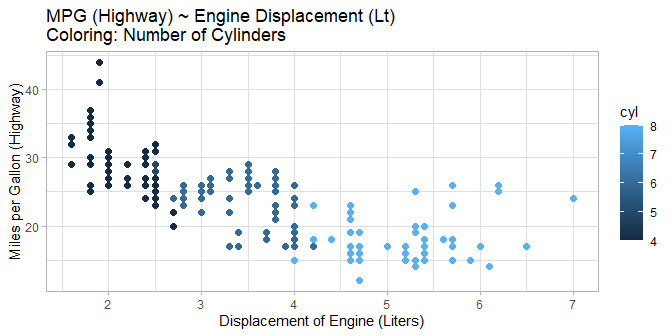 MPG (Highway) ~ Engine Displacement (Lt)
Coloring: Number of Cylinders
Miles per Gallon (Highway)
40
30
20
2
3
4
5
6
7
Displacement of Engine (Liters)
cyl
8
7
6
5
4